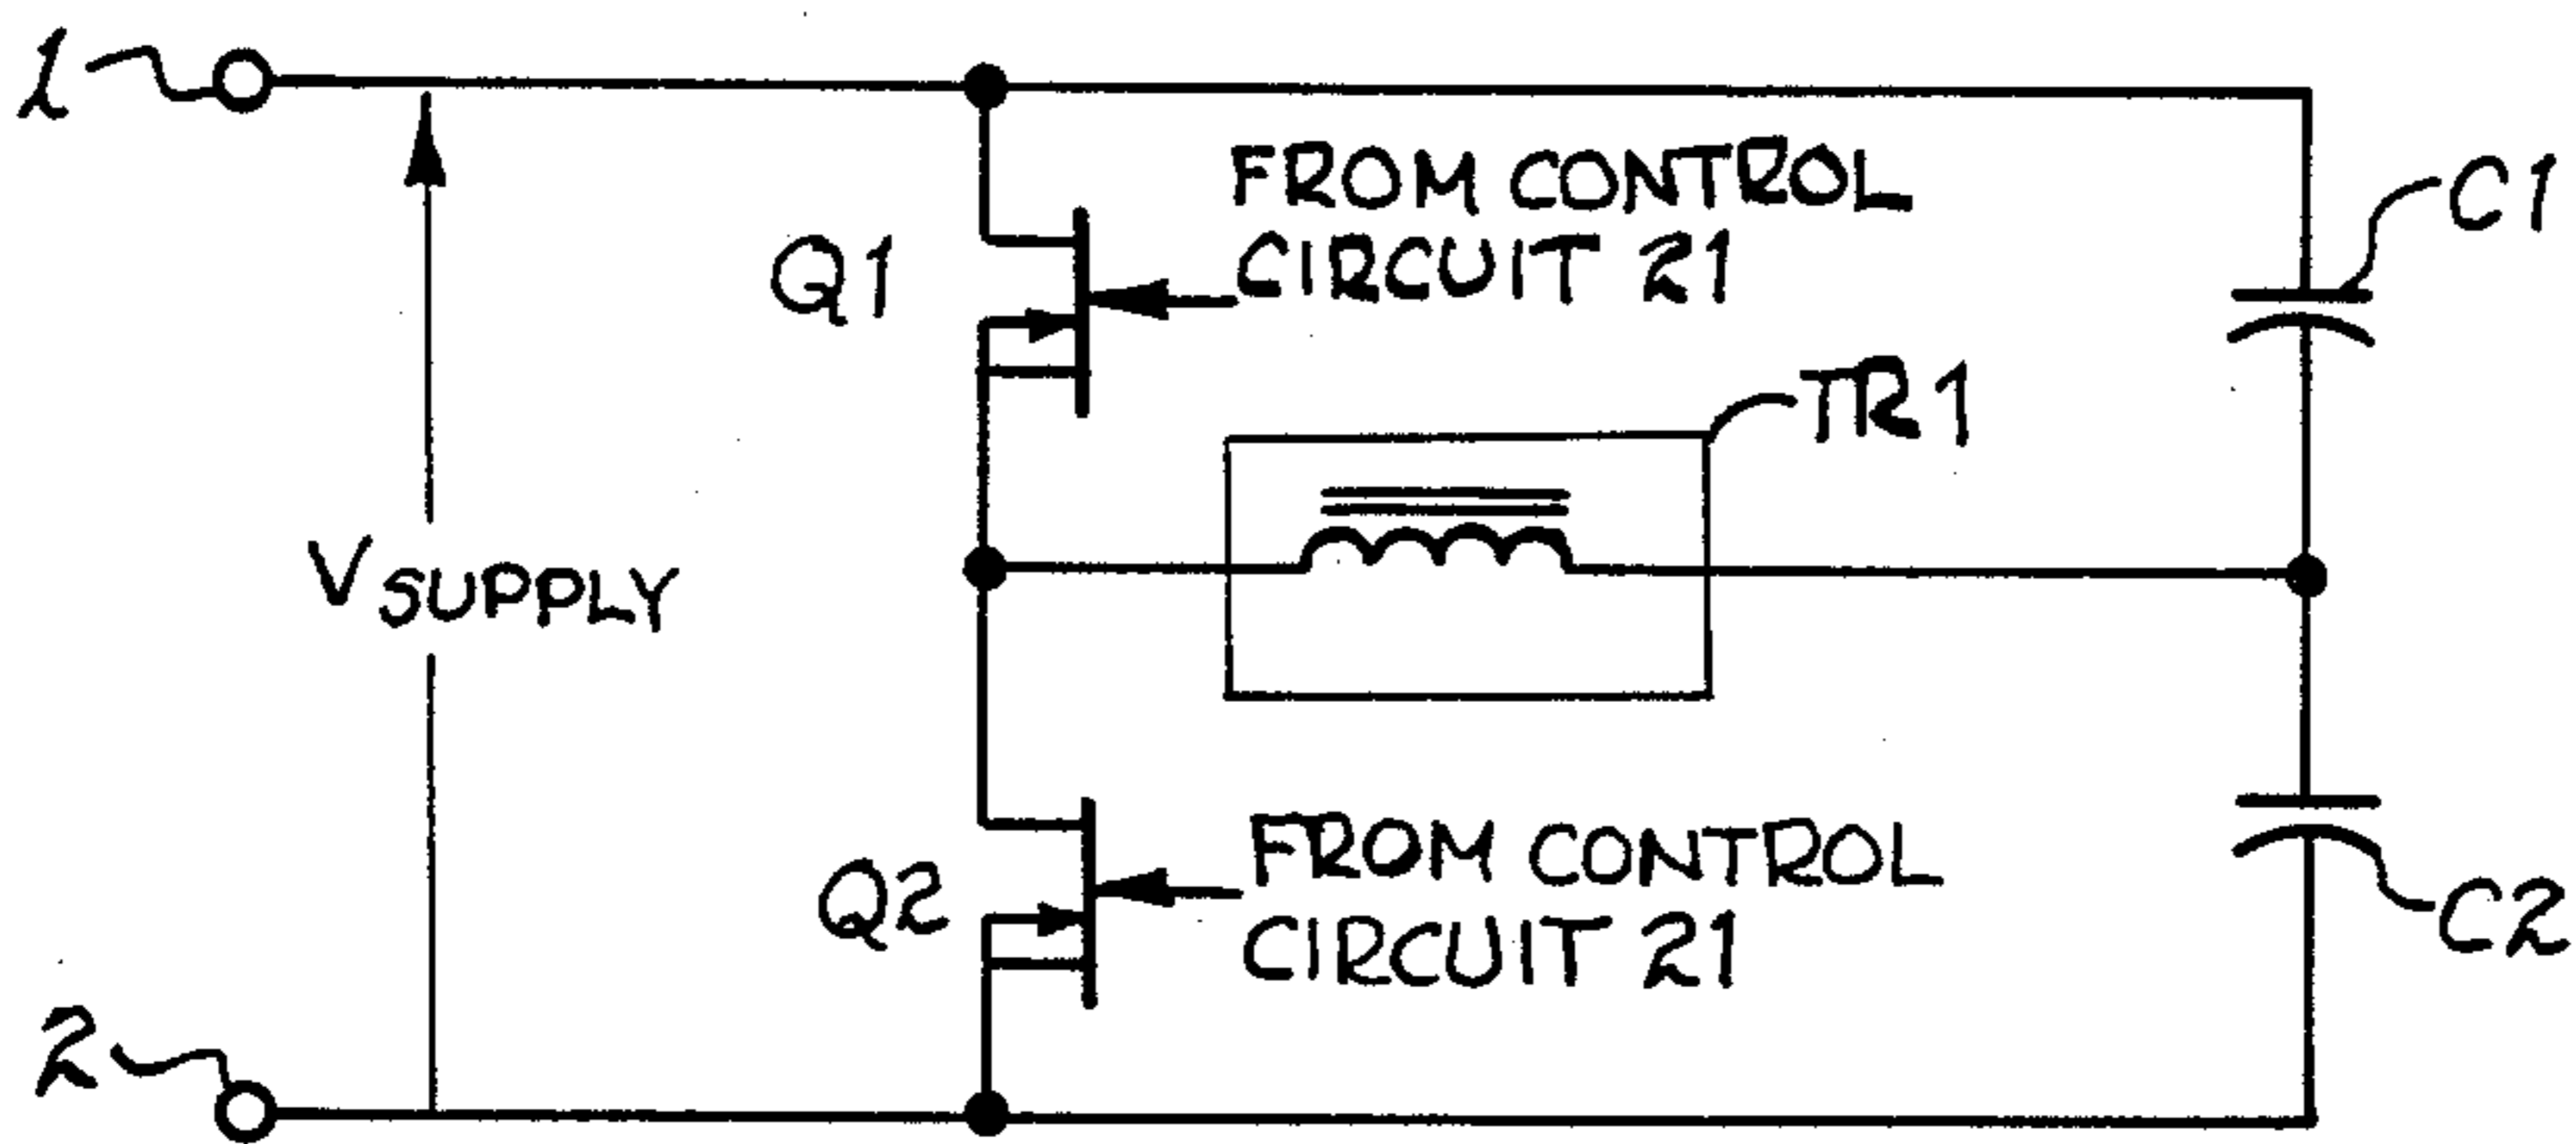 1
FROM CONTROL
CIRCUIT 21
C1
Q1
TR1
VSUPPLY
FROM CONTROL
CIRCUIT 21
Q2
C2
2